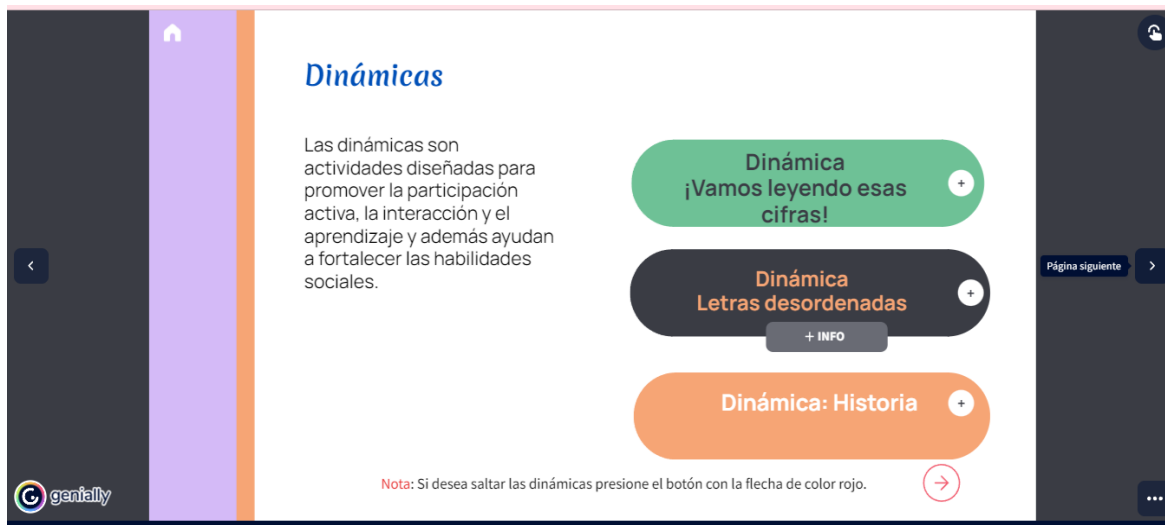 Dinámicas
Las dinámicas son
actividades diseñadas para
promover la participación
activa, la interacción y el
aprendizaje y además ayudan
a fortalecer las habilidades
sociales.
Dinámica
¡Vamos leyendo esas
cifras!
+
Dinámica
Letras desordenadas
+
+ INFO
Dinámica: Historia
+
Página siguiente
Nota: Si desea saltar las dinámicas presione el botón con la flecha de color rojo.
genially